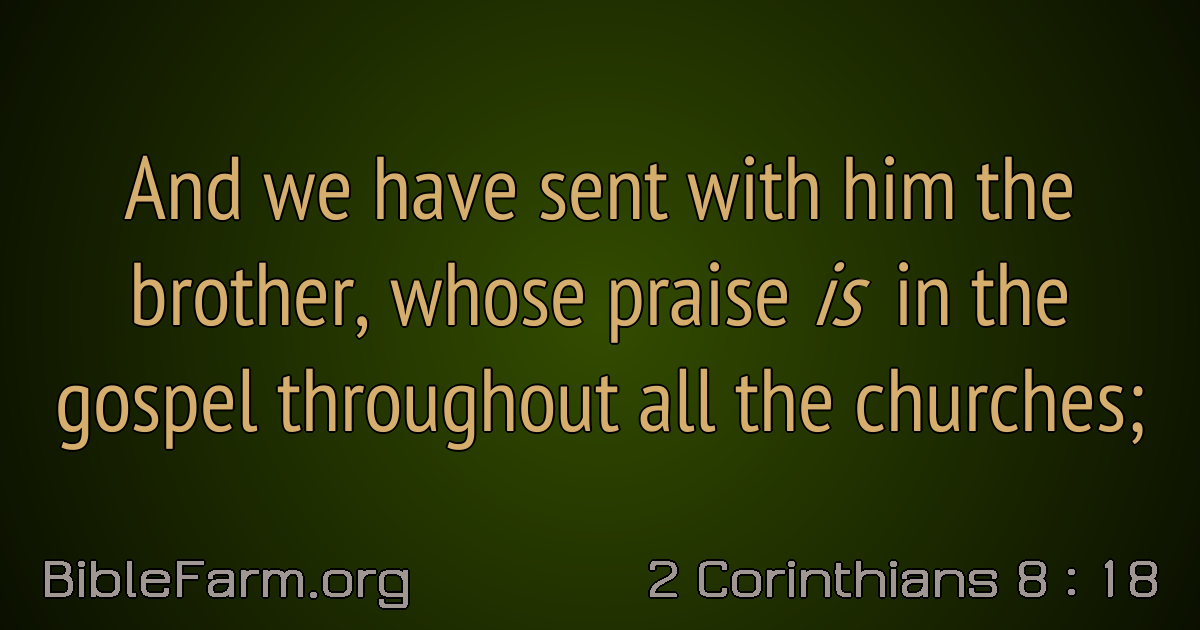 And we have sent with him the
brother, whose praise is in the
gospel throughout all the churches;
BibleFarm.org
2 Corinthians 8 : 18